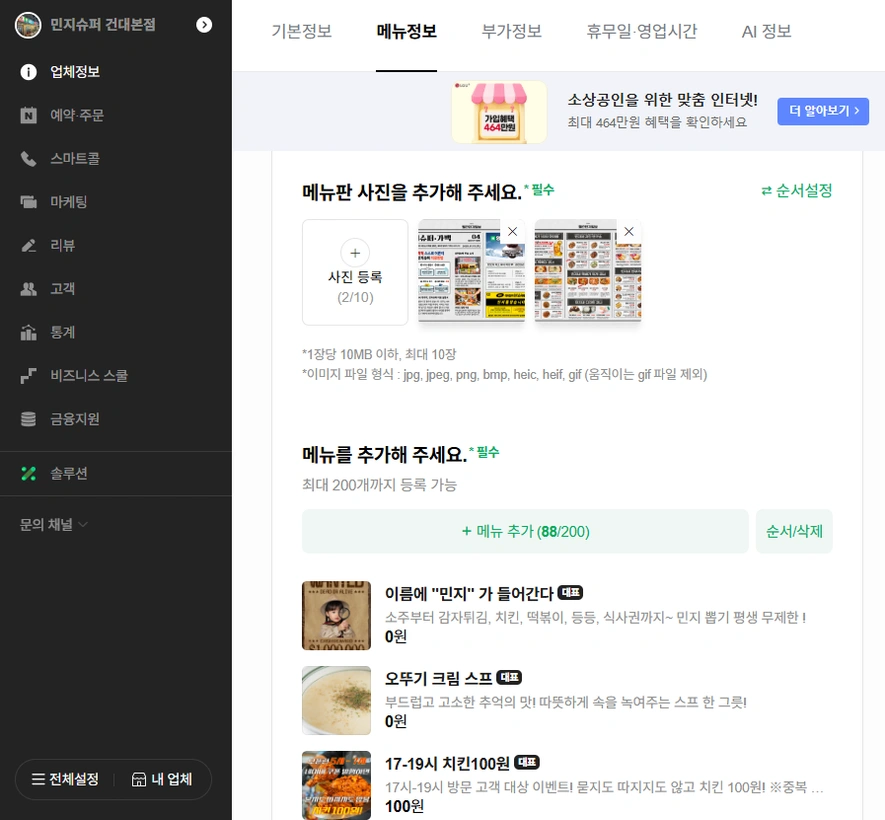 민지슈퍼 건대본점
업체정보
예약·주문
스마트콜
마케팅
리뷰
고객
통계
비즈니스 스쿨
금융지원
솔루션
문의 채널
전체설정
내 업체
기본정보
메뉴정보
부가정보
휴무일·영업시간
AI 정보
가입혜택
464만원
소상공인을 위한 맞춤 인터넷!
최대 464만원 혜택을 확인하세요
더 알아보기
메뉴판 사진을 추가해 주세요.* 필수
순서설정
사진 등록
(2/10)
*1장당 10MB 이하, 최대 10장
*이미지 파일 형식 : jpg, jpeg, png, bmp, heic, heif, gif (움직이는 gif 파일 제외)
메뉴를 추가해 주세요.* 필수
최대 200개까지 등록 가능
+ 메뉴 추가 (88/200)
순서/삭제
WANTED
$1,000,000
이름에 "민지" 가 들어간다 대표
소주부터 감자튀김, 치킨, 떡볶이, 등등, 식사권까지~ 민지 뽑기 평생 무제한 !
0원
오뚜기 크림 스프 대표
부드럽고 고소한 추억의 맛! 따뜻하게 속을 녹여주는 스프 한 그릇!
0원
17-19시 치킨100원 대표
17시-19시 방문 고객 대상 이벤트! 묻지도 따지지도 않고 치킨 100원! ※중복 …
100원